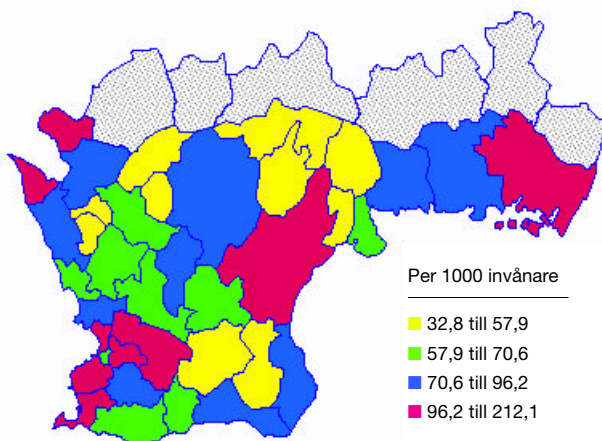 Per 1000 invånare
32,8 till 57,9
57,9 till 70,6
70,6 till 96,2
96,2 till 212,1